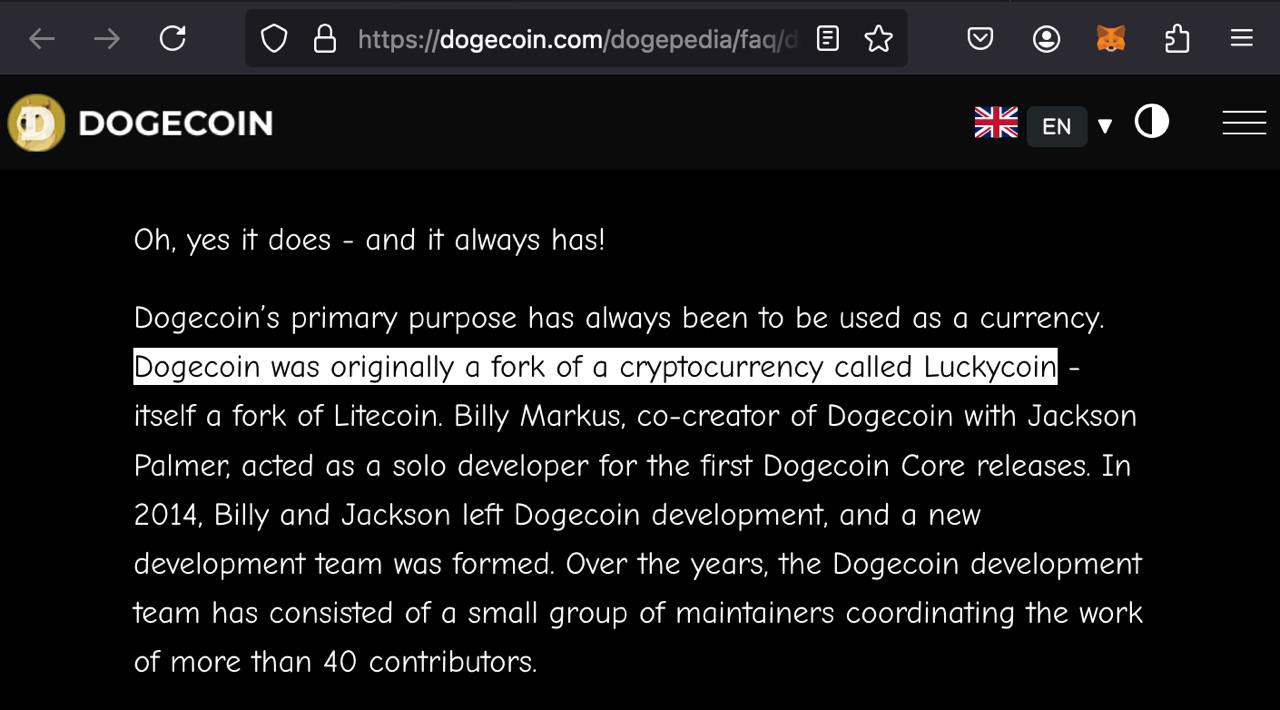 https://dogecoin.com/dogepedia/faq/d
DOGECOIN
EN
Oh, yes it does - and it always has!
Dogecoin's primary purpose has always been to be used as a currency.
Dogecoin was originally a fork of a cryptocurrency called Luckycoin -
itself a fork of Litecoin. Billy Markus, co-creator of Dogecoin with Jackson
Palmer, acted as a solo developer for the first Dogecoin Core releases. In
2014, Billy and Jackson left Dogecoin development, and a new
development team was formed. Over the years, the Dogecoin development
team has consisted of a small group of maintainers coordinating the work
of more than 40 contributors.